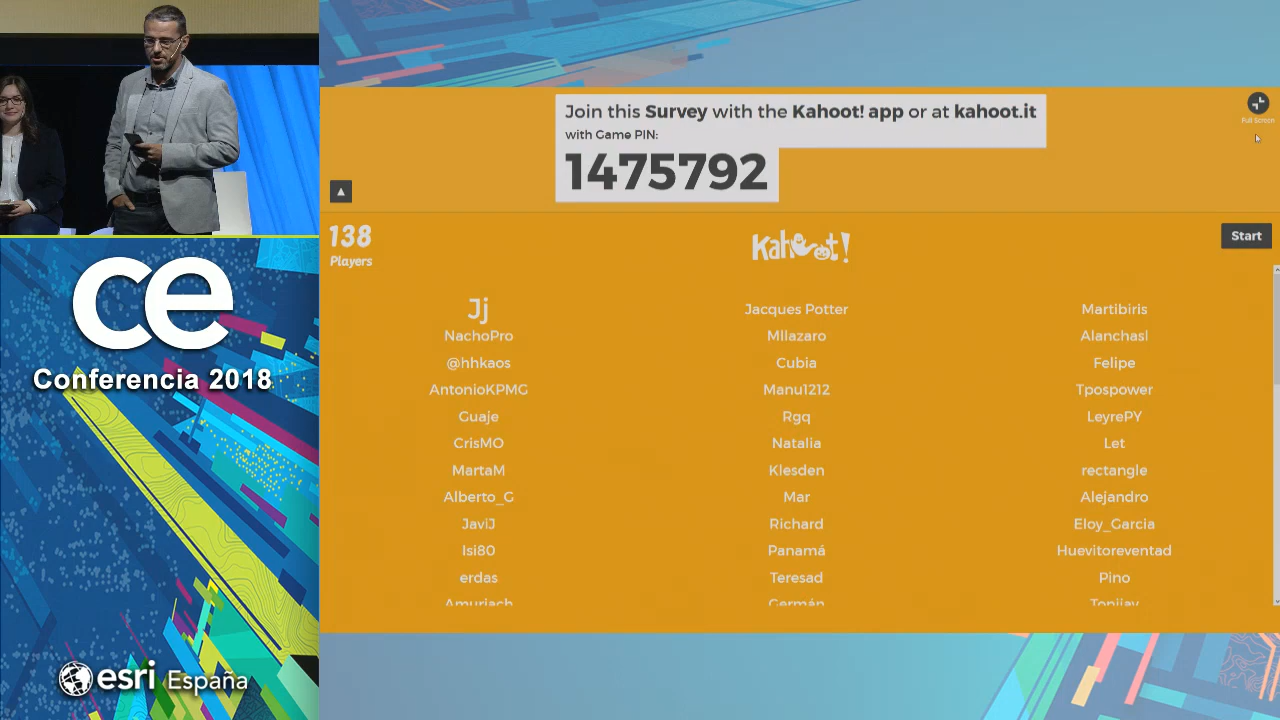 Join this Survey with the Kahoot! app or at kahoot.it
with Game PIN:
1475792
Full Screen
138
Players
Kahoot!
Start
Jj
Jacques Potter
Martibiris
NachoPro
Mllazaro
Alanchasl
@hhkaos
Cubia
Felipe
AntonioKPMG
Manu1212
Tpospower
Guaje
Rgq
LeyrePY
CrisMO
Natalia
Let
MartaM
Klesden
rectangle
Alberto_G
Mar
Alejandro
JaviJ
Richard
Eloy_Garcia
Isi80
Panamá
Huevitoreventad
erdas
Teresad
Pino
Germán
ce
Conferencia 2018
esri España